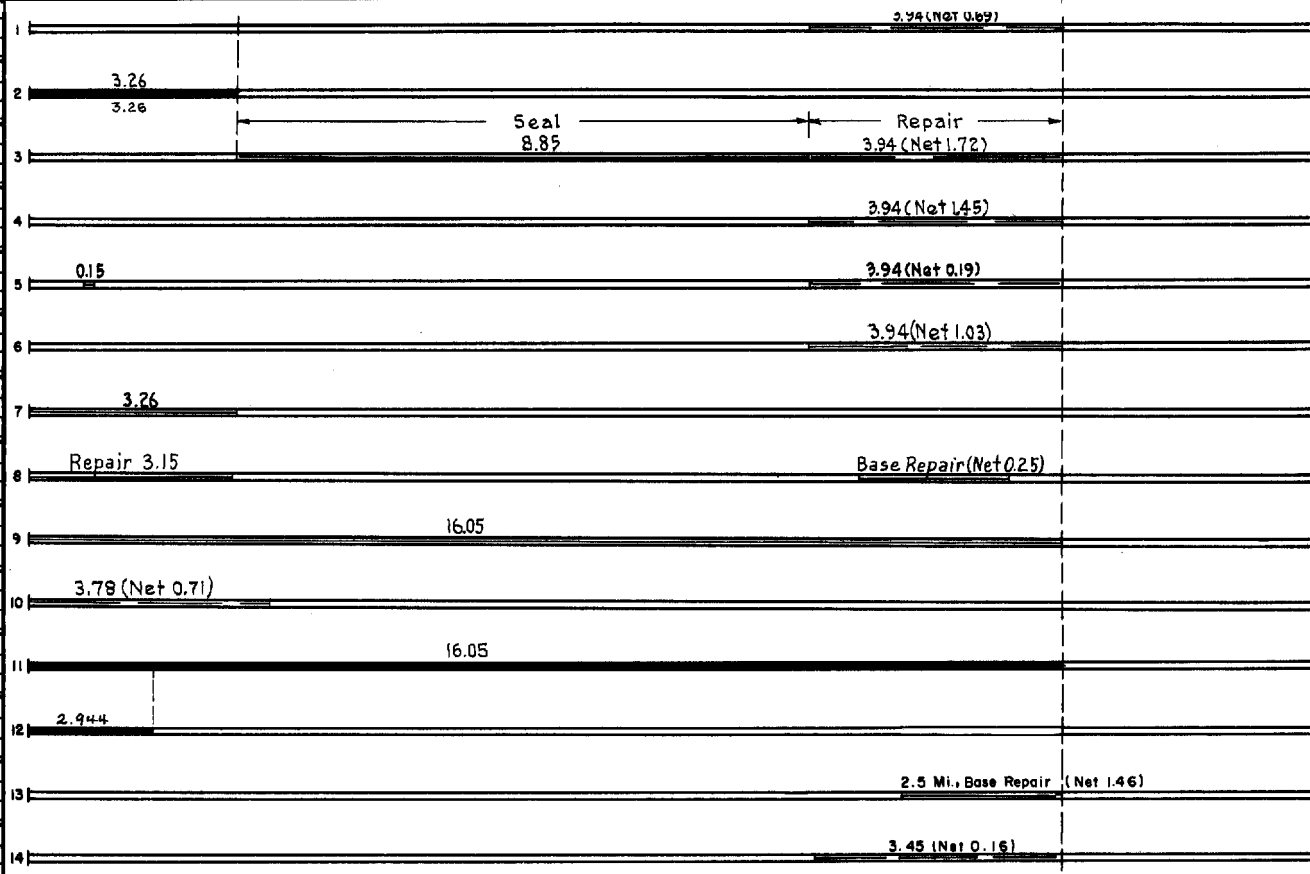 3.94 (Net 0.69)
1
3.26
2
3.26
Seal Repair
8.85 3.94 (Net 1.72)
3
3.94 (Net 1.45)
4
0.15 3.94 (Net 0.19)
5
3.94 (Net 1.03)
6
3.26
7
Repair 3.15 Base Repair (Net 0.25)
8
16.05
9
3.78 (Net 0.71)
10
16.05
11
2.944
12
2.5 Mi., Base Repair (Net 1.46)
13
3.45 (Net 0.16)
14